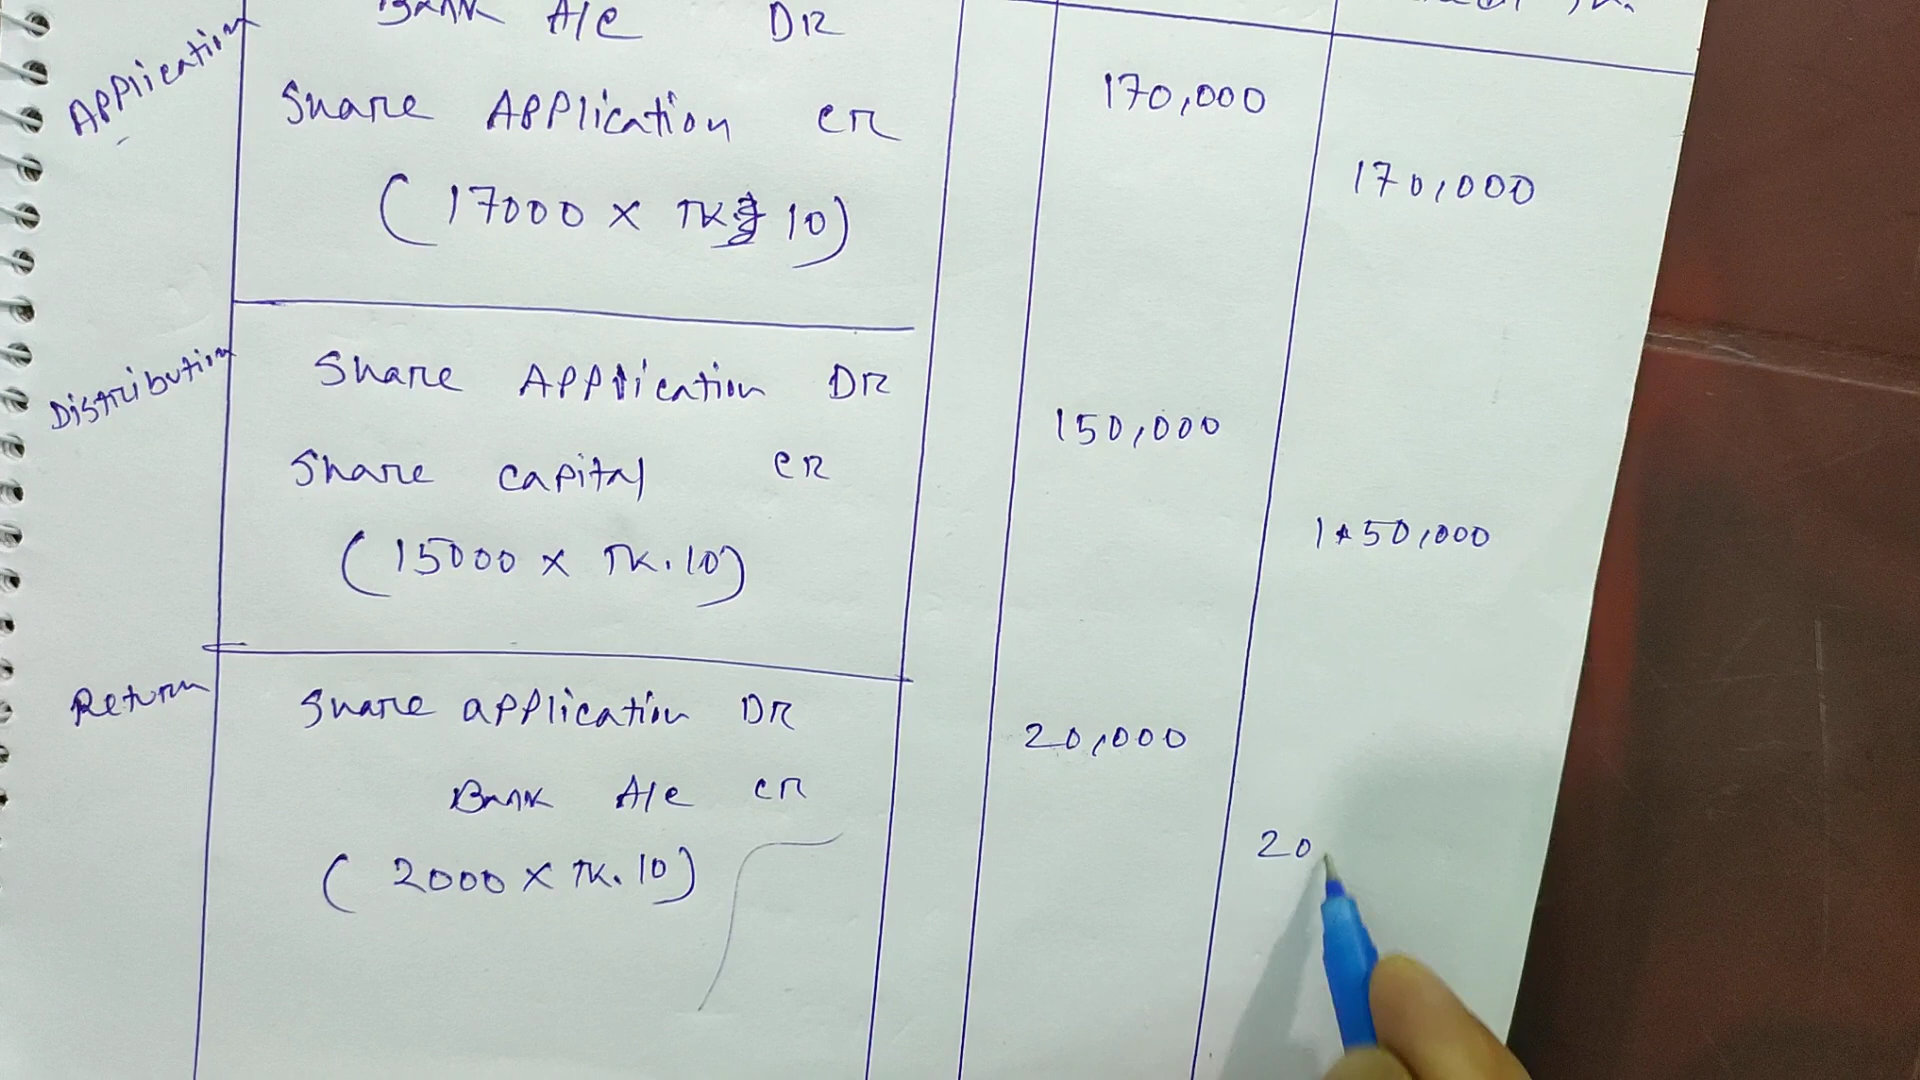 Bank A/c DR
Application
Share Application CR
170,000
(17000 × TK 10)
170,000
Distribution
Share Application DR
150,000
Share capital CR
1 50,000
(15000 × TK. 10)
Return
Share application DR
20,000
Bank A/c CR
20
(2000 × TK. 10)